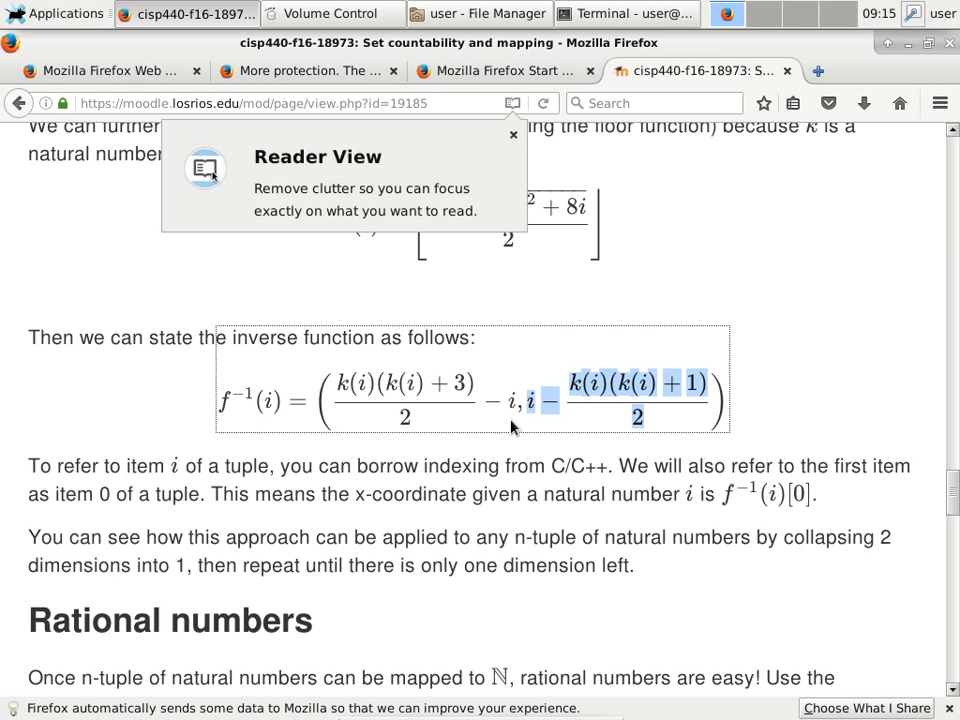 Applications
cisp440-f16-1897...
Volume Control
user - File Manager
Terminal - user@...
09:15
user
cisp440-f16-18973: Set countability and mapping - Mozilla Firefox
Mozilla Firefox Web ...
More protection. The ...
Mozilla Firefox Start ...
cisp440-f16-18973: S...
https://moodle.losrios.edu/mod/page/view.php?id=19185
Search
We can further
ing the floor function) because k is a
natural number
Reader View
Remove clutter so you can focus
exactly on what you want to read.
² + 8i
2
Then we can state the inverse function as follows:
f⁻¹(i) = ( k(i)(k(i) + 3) / 2 − i, i − k(i)(k(i) + 1) / 2 )
To refer to item i of a tuple, you can borrow indexing from C/C++. We will also refer to the first item
as item 0 of a tuple. This means the x-coordinate given a natural number i is f⁻¹(i)[0].
You can see how this approach can be applied to any n-tuple of natural numbers by collapsing 2
dimensions into 1, then repeat until there is only one dimension left.
Rational numbers
Once n-tuple of natural numbers can be mapped to ℕ, rational numbers are easy! Use the
Firefox automatically sends some data to Mozilla so that we can improve your experience.
Choose What I Share